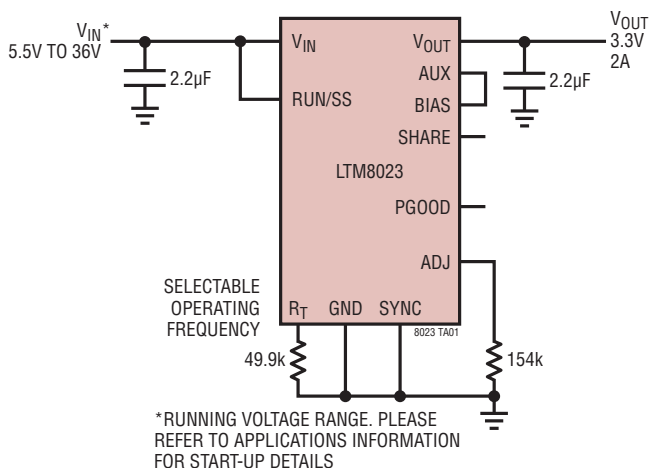 VIN*
5.5V TO 36V
2.2µF
VIN
RUN/SS
LTM8023
VOUT
AUX
BIAS
SHARE
PGOOD
ADJ
VOUT
3.3V
2A
2.2µF
SELECTABLE
OPERATING
FREQUENCY
RT
GND
SYNC
8023 TA01
49.9k
154k
*RUNNING VOLTAGE RANGE. PLEASE
REFER TO APPLICATIONS INFORMATION
FOR START-UP DETAILS